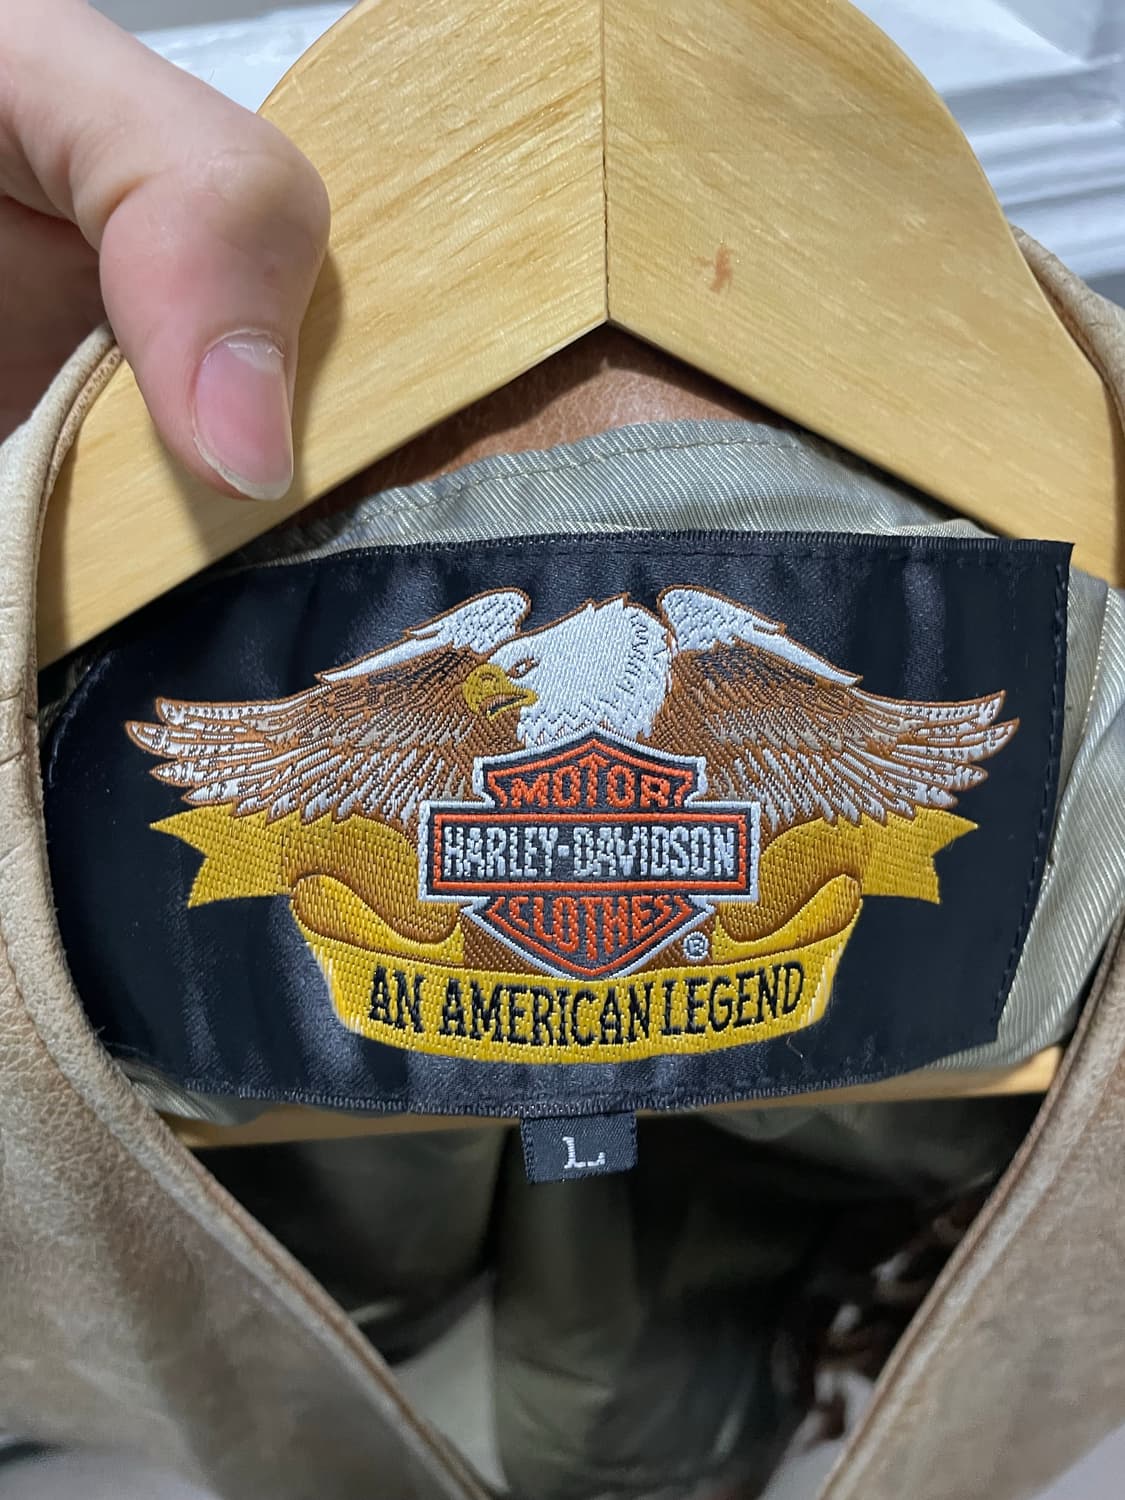 MOTOR
HARLEY-DAVIDSON
CLOTHES
®
AN AMERICAN LEGEND
L